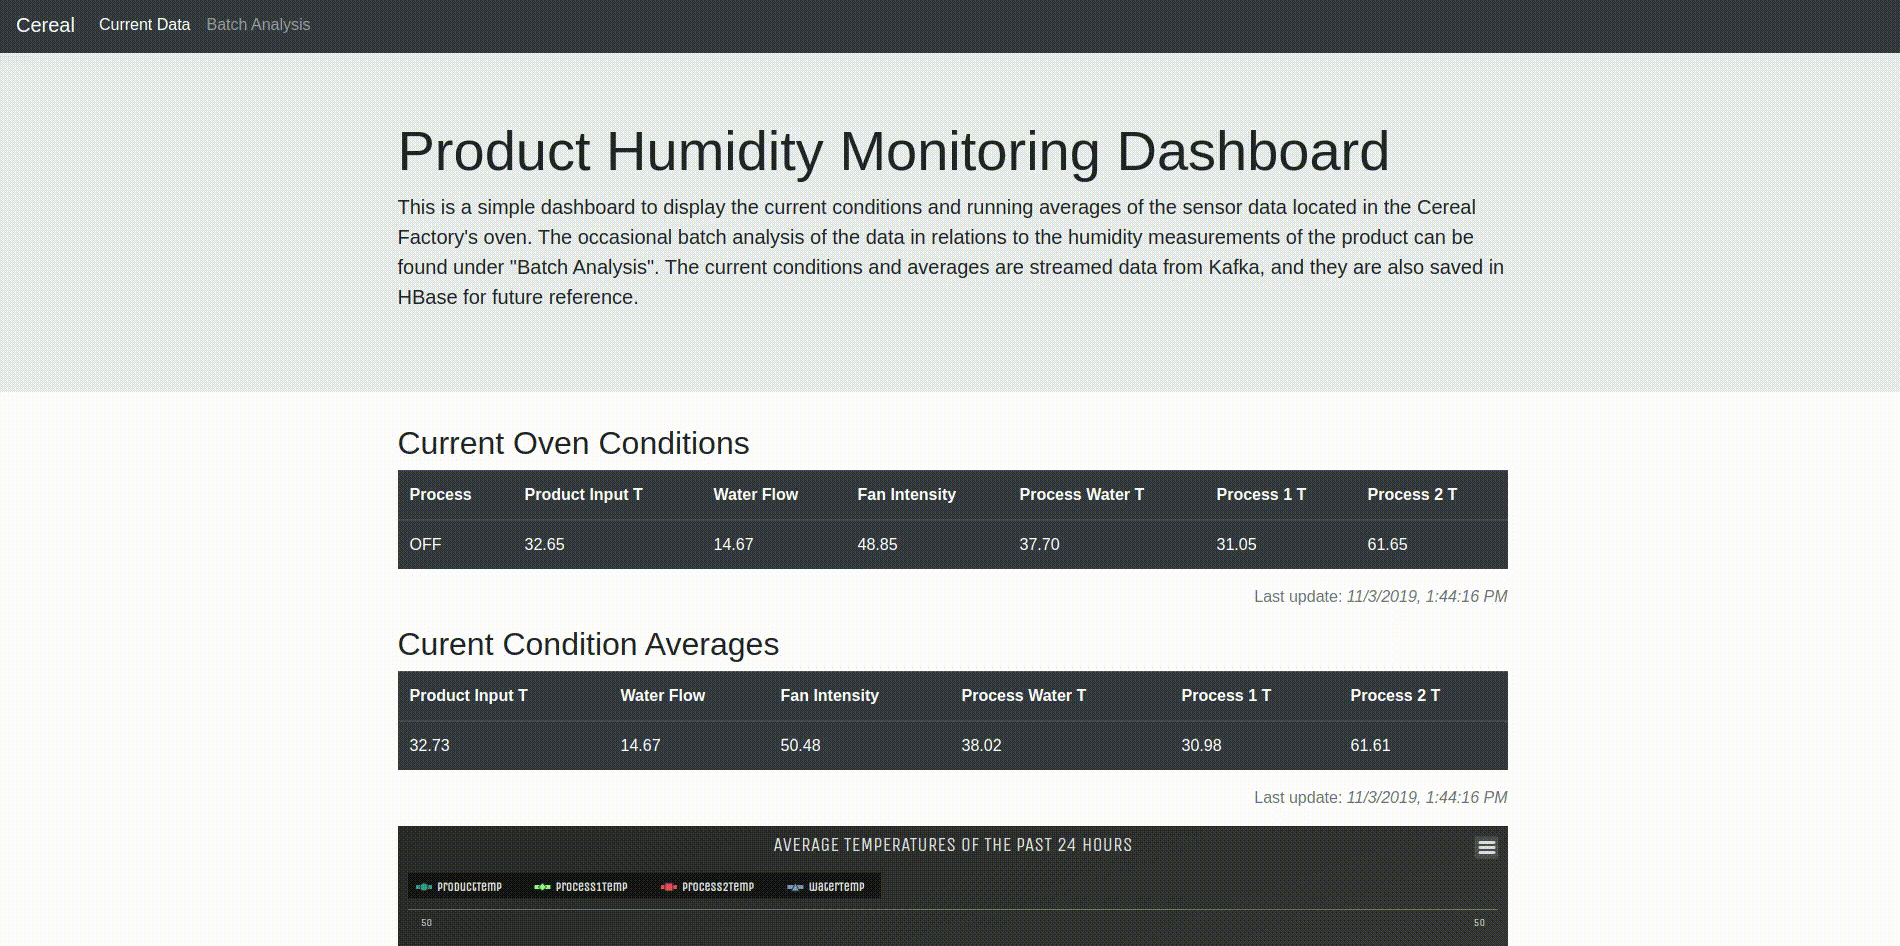 Cereal Current Data Batch Analysis
Product Humidity Monitoring Dashboard
This is a simple dashboard to display the current conditions and running averages of the sensor data located in the Cereal
Factory's oven. The occasional batch analysis of the data in relations to the humidity measurements of the product can be
found under "Batch Analysis". The current conditions and averages are streamed data from Kafka, and they are also saved in
HBase for future reference.
Current Oven Conditions
Process Product Input T Water Flow Fan Intensity Process Water T Process 1 T Process 2 T
OFF 32.65 14.67 48.85 37.70 31.05 61.65
Last update: 11/3/2019, 1:44:16 PM
Curent Condition Averages
Product Input T Water Flow Fan Intensity Process Water T Process 1 T Process 2 T
32.73 14.67 50.48 38.02 30.98 61.61
Last update: 11/3/2019, 1:44:16 PM
AVERAGE TEMPERATURES OF THE PAST 24 HOURS
productTemp process1Temp process2Temp waterTemp
50 50